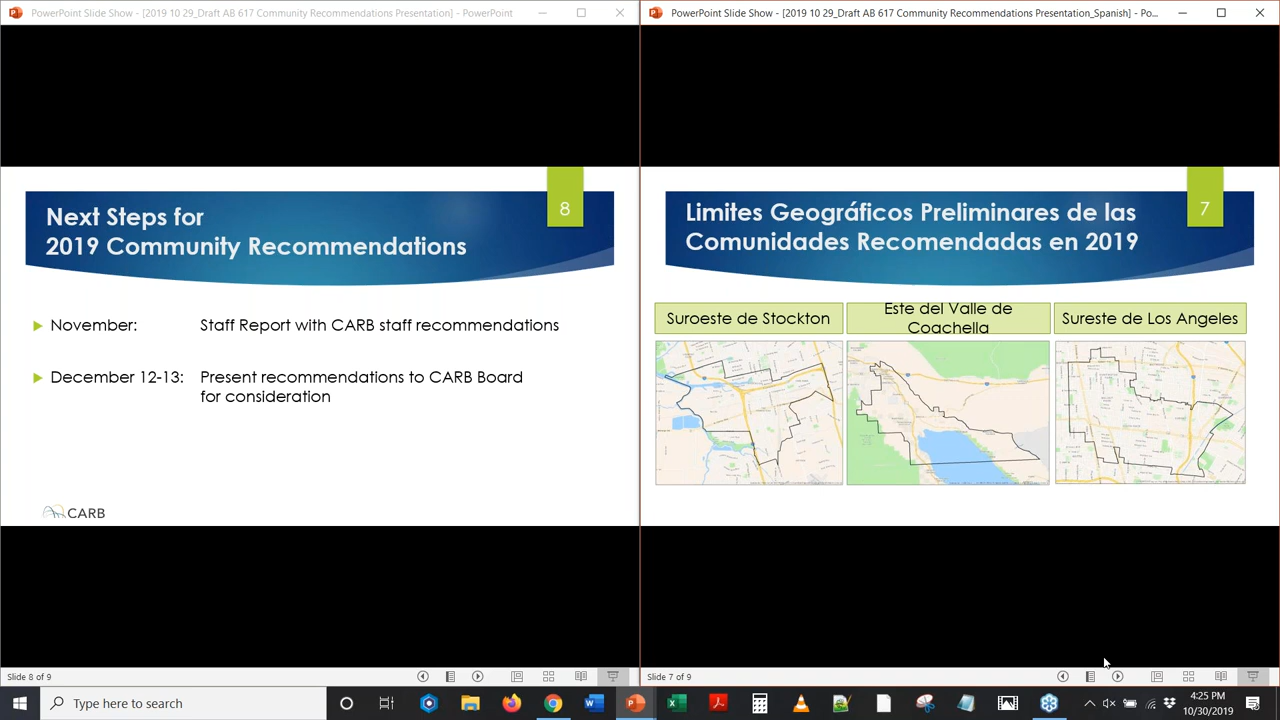 PowerPoint Slide Show - [2019 10 29_Draft AB 617 Community Recommendations Presentation] - PowerPoint
8
Next Steps for
2019 Community Recommendations
November: Staff Report with CARB staff recommendations
December 12-13: Present recommendations to CARB Board
for consideration
CARB
Slide 8 of 9
PowerPoint Slide Show - [2019 10 29_Draft AB 617 Community Recommendations Presentation_Spanish] - Po...
7
Limites Geográficos Preliminares de las
Comunidades Recomendadas en 2019
Suroeste de Stockton
Este del Valle de
Coachella
Sureste de Los Angeles
Slide 7 of 9
Type here to search
4:25 PM
10/30/2019